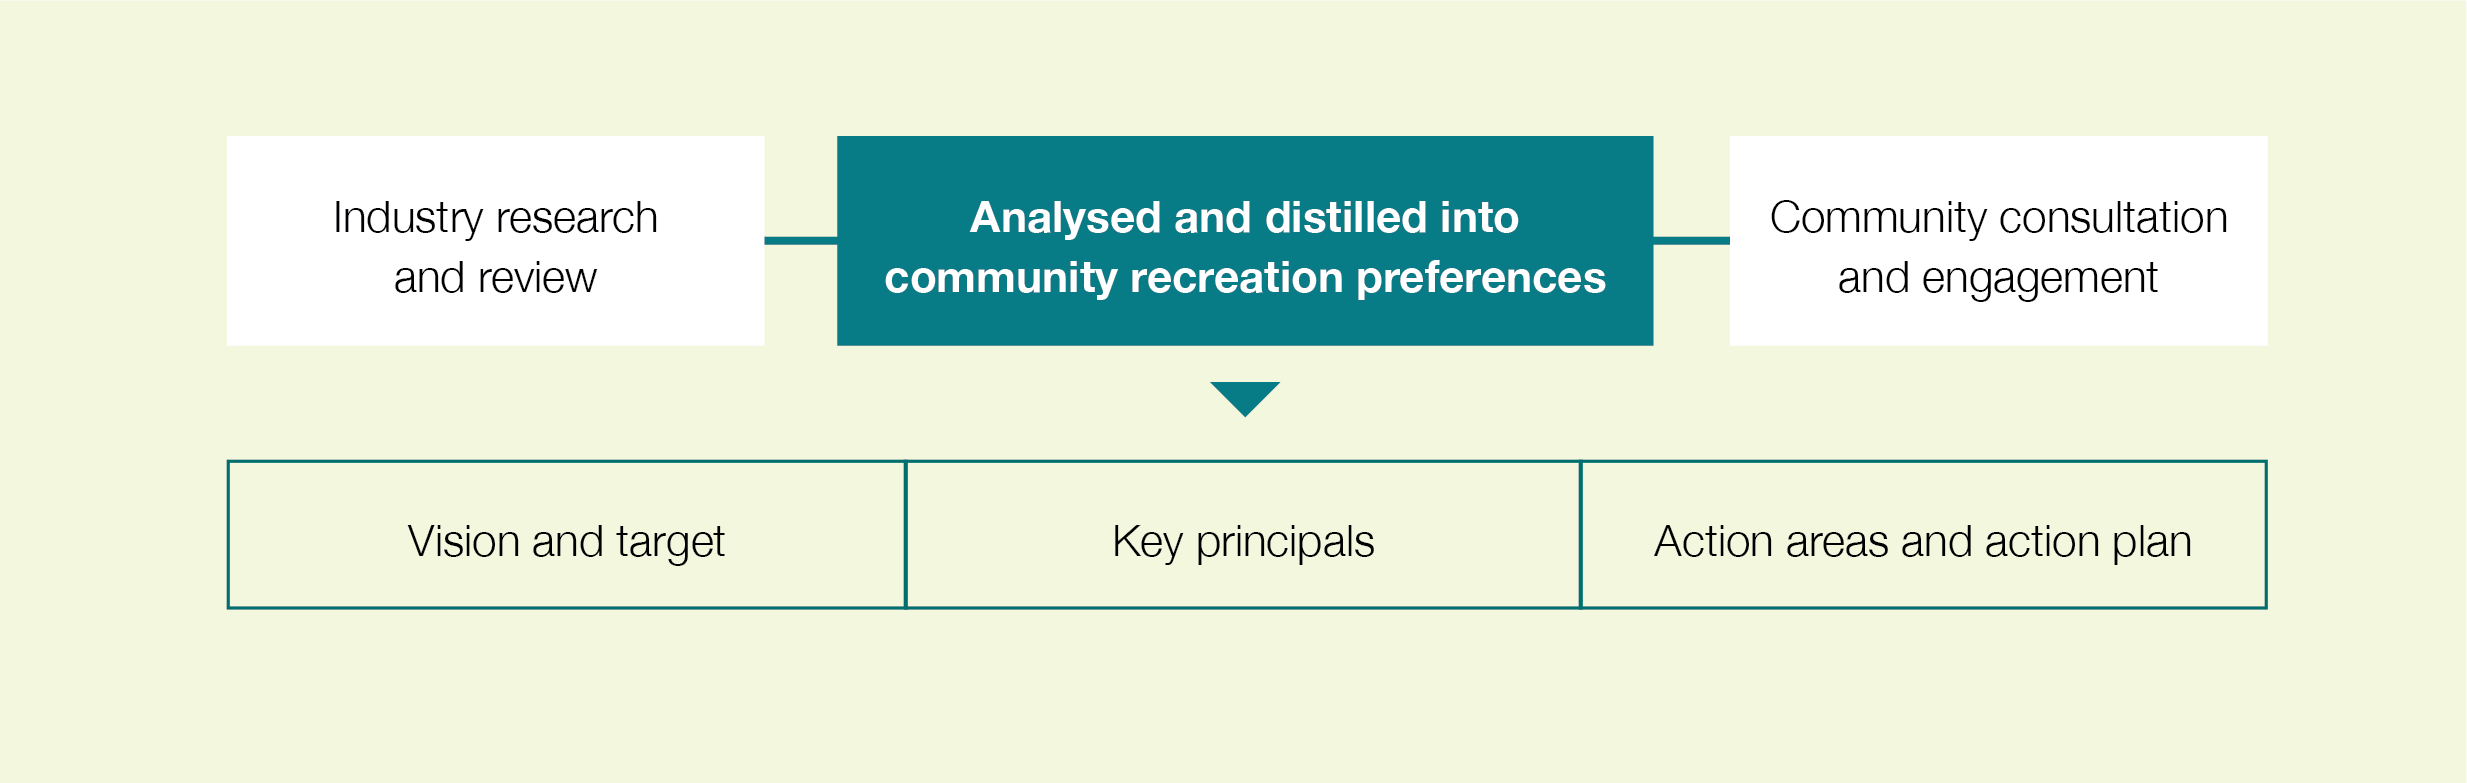 Industry research
and review
Analysed and distilled into
community recreation preferences
Community consultation
and engagement
Vision and target
Key principals
Action areas and action plan